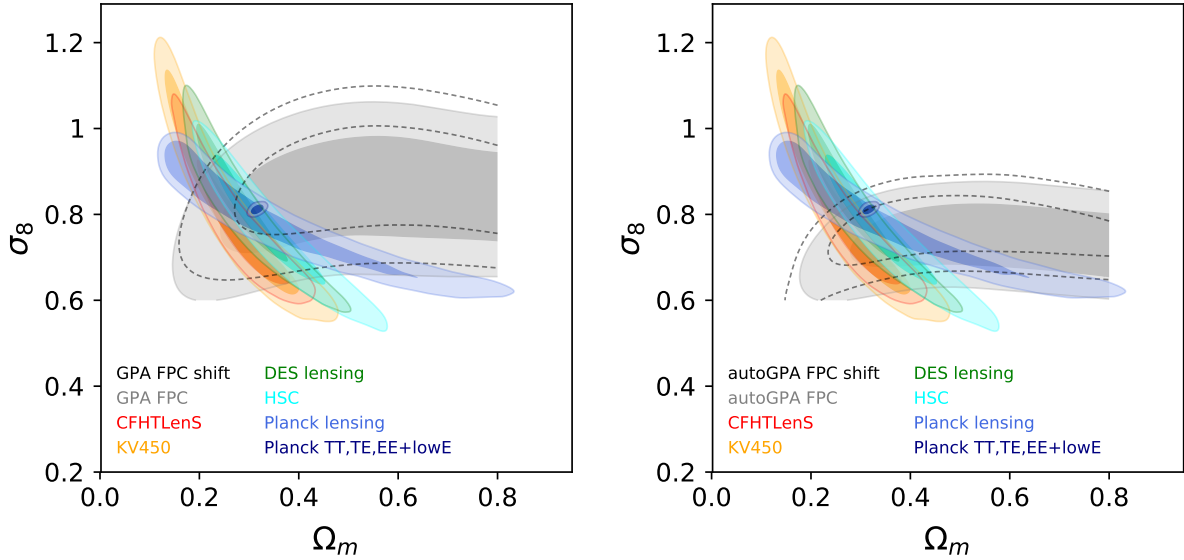 1.2
1
0.8
0.6
0.4
0.2
σ8
0.0 0.2 0.4 0.6 0.8
Ωm
GPA FPC shift
GPA FPC
CFHTLenS
KV450
DES lensing
HSC
Planck lensing
Planck TT,TE,EE+lowE
1.2
1
0.8
0.6
0.4
0.2
σ8
0.0 0.2 0.4 0.6 0.8
Ωm
autoGPA FPC shift
autoGPA FPC
CFHTLenS
KV450
DES lensing
HSC
Planck lensing
Planck TT,TE,EE+lowE